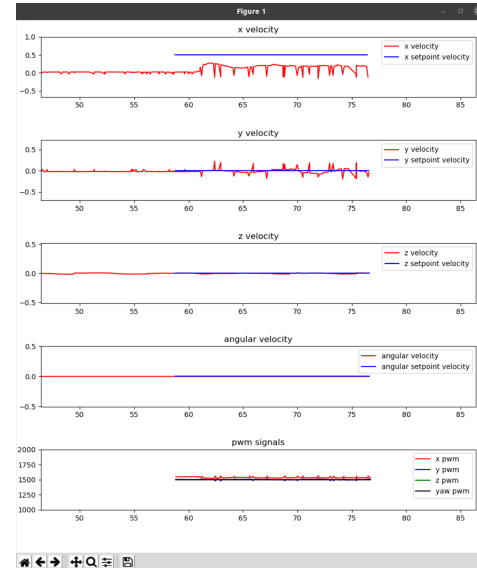 Figure 1
x velocity
1.0
0.5
0.0
−0.5
x velocity
x setpoint velocity
50 55 60 65 70 75 80 85
y velocity
0.5
0.0
−0.5
y velocity
y setpoint velocity
50 55 60 65 70 75 80 85
z velocity
0.5
0.0
−0.5
z velocity
z setpoint velocity
50 55 60 65 70 75 80 85
angular velocity
0.5
0.0
−0.5
angular velocity
angular setpoint velocity
50 55 60 65 70 75 80 85
pwm signals
2000
1750
1500
1250
1000
x pwm
y pwm
z pwm
yaw pwm
50 55 60 65 70 75 80 85